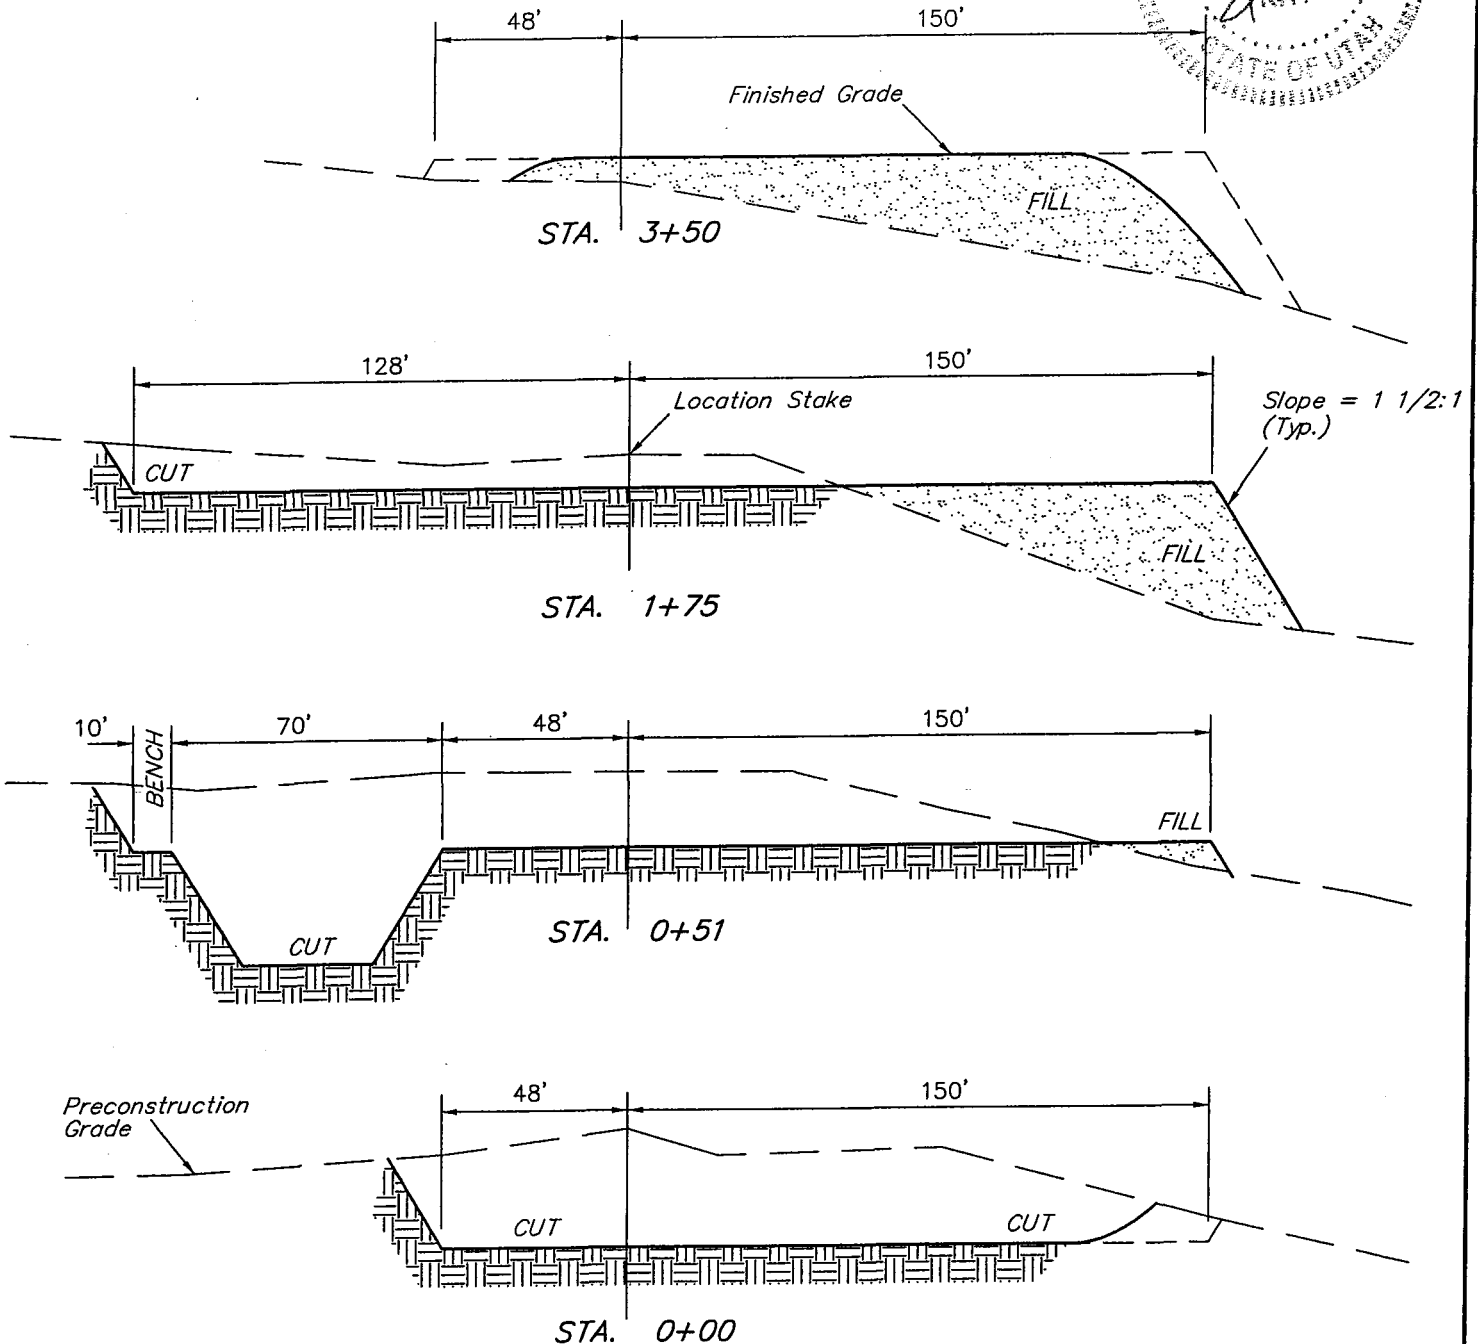 48' 150'
STATE OF UTAH
Finished Grade
FILL
STA. 3+50
128' 150'
Location Stake
Slope = 1 1/2:1
(Typ.)
CUT
FILL
STA. 1+75
10' 70' 48' 150'
BENCH
FILL
CUT
STA. 0+51
48' 150'
Preconstruction
Grade
CUT CUT
STA. 0+00